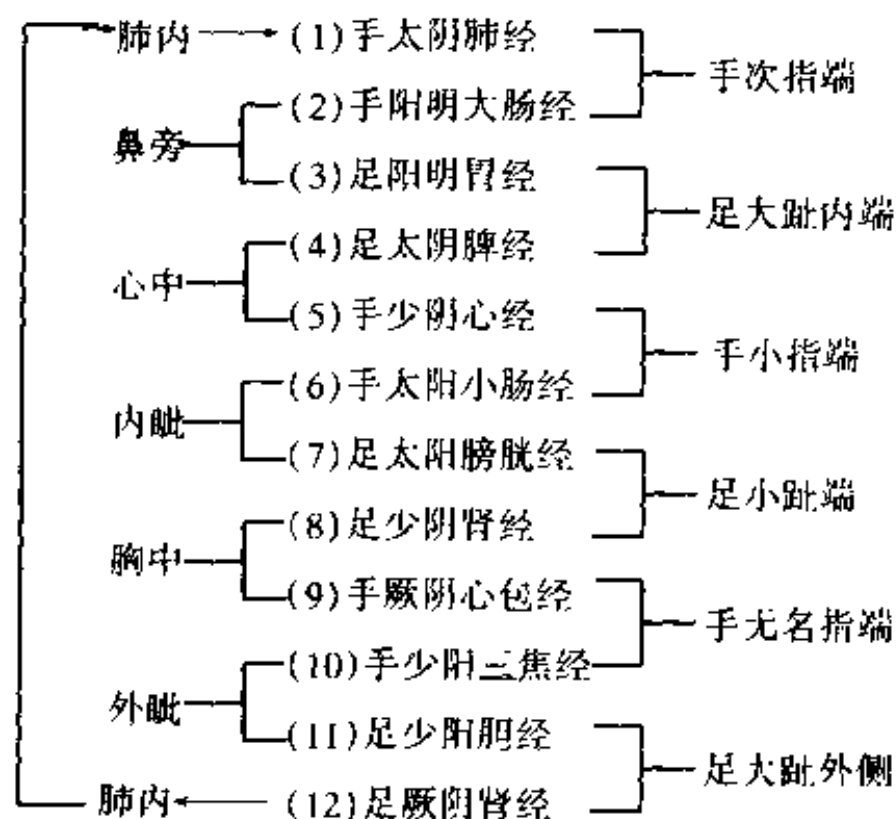 肺内 (1)手太阴肺经
手次指端
(2)手阳明大肠经
鼻旁
(3)足阳明胃经
足大趾内端
(4)足太阴脾经
心中
(5)手少阴心经
手小指端
(6)手太阳小肠经
内眦
(7)足太阳膀胱经
足小趾端
(8)足少阴肾经
胸中
(9)手厥阴心包经
手无名指端
(10)手少阳三焦经
外眦
(11)足少阳胆经
足大趾外侧
肺内 (12)足厥阴肾经